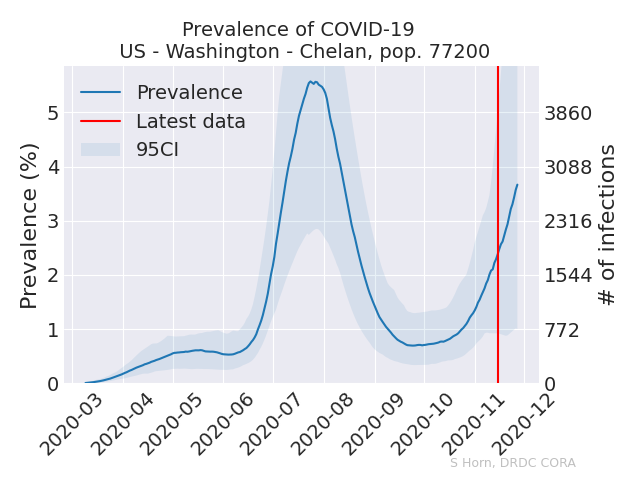 Prevalence of COVID-19
US - Washington - Chelan, pop. 77200
Prevalence
Latest data
95CI
Prevalence (%)
5
4
3
2
1
0
3860
3088
2316
1544
772
0
# of infections
2020-03
2020-04
2020-05
2020-06
2020-07
2020-08
2020-09
2020-10
2020-11
2020-12
S Horn, DRDC CORA